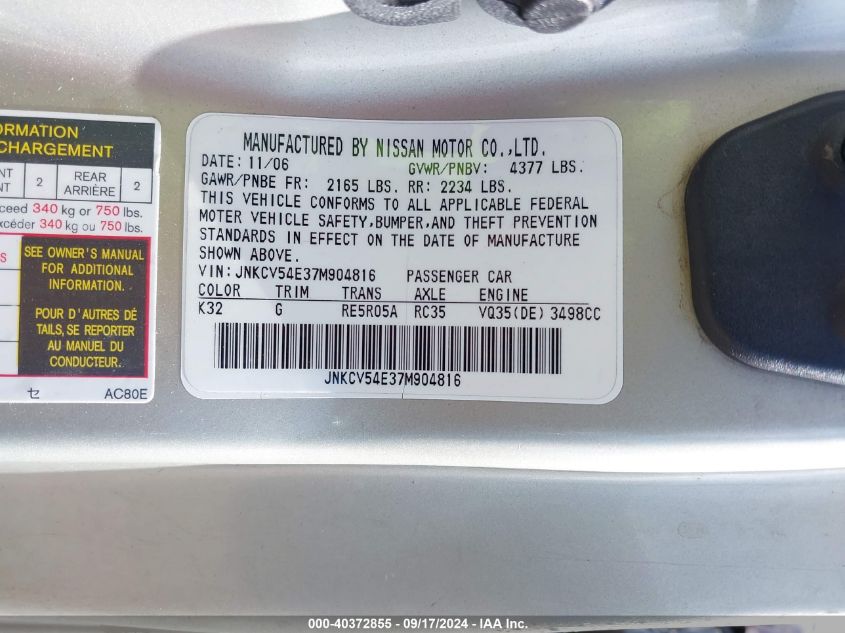 ORMATION
CHARGEMENT
NT
NT
2
REAR
ARRIÈRE
2
ceed 340 kg or 750 lbs.
xcéder 340 kg ou 750 lbs.
S
SEE OWNER'S MANUAL
FOR ADDITIONAL
INFORMATION.
POUR D'AUTRES DÉ
TAILS, SE REPORTER
AU MANUEL DU
CONDUCTEUR.
セ
AC80E
MANUFACTURED BY NISSAN MOTOR CO.,LTD.
DATE: 11/06 GVWR/PNBV: 4377 LBS.
GAWR/PNBE FR: 2165 LBS. RR: 2234 LBS.
THIS VEHICLE CONFORMS TO ALL APPLICABLE FEDERAL
MOTER VEHICLE SAFETY,BUMPER,AND THEFT PREVENTION
STANDARDS IN EFFECT ON THE DATE OF MANUFACTURE
SHOWN ABOVE.
VIN: JNKCV54E37M904816 PASSENGER CAR
COLOR TRIM TRANS AXLE ENGINE
K32 G RE5R05A RC35 VQ35(DE) 3498CC
JNKCV54E37M904816
000-40372855 - 09/17/2024 - IAA Inc.